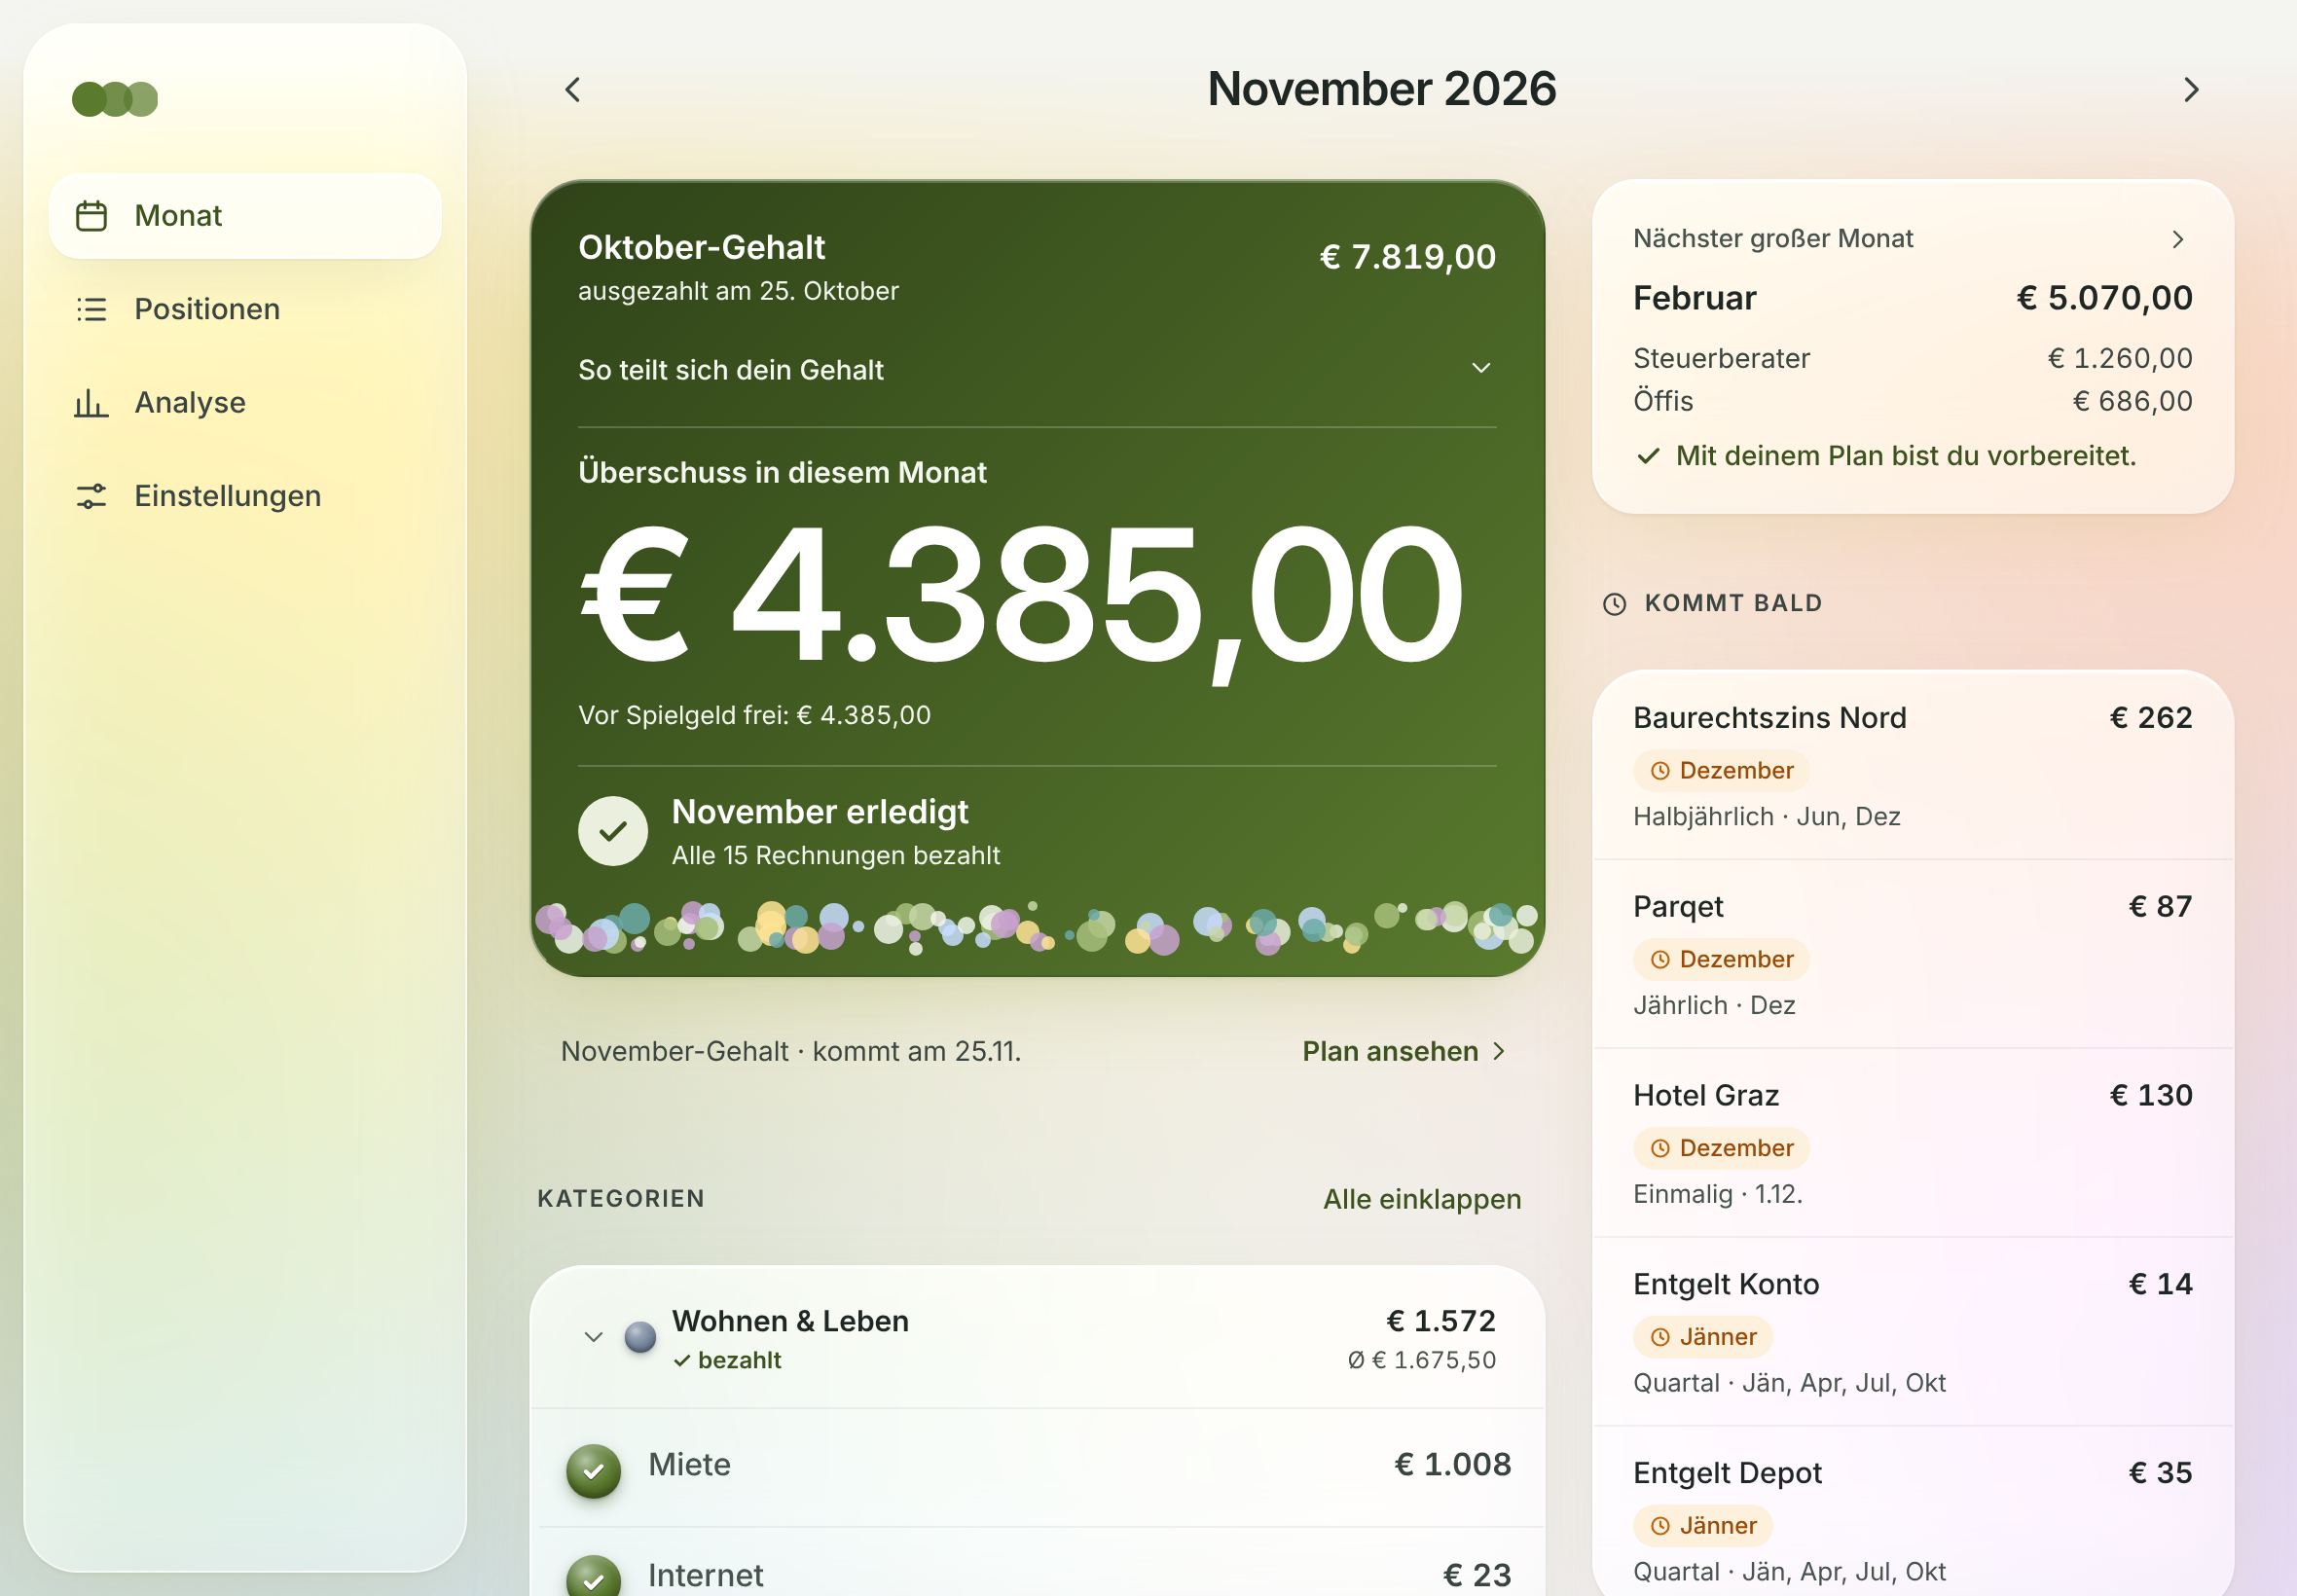 November 2026
Monat
Positionen
Analyse
Einstellungen
Oktober-Gehalt
€ 7.819,00
ausgezahlt am 25. Oktober
So teilt sich dein Gehalt
Überschuss in diesem Monat
€ 4.385,00
Vor Spielgeld frei: € 4.385,00
November erledigt
Alle 15 Rechnungen bezahlt
November-Gehalt · kommt am 25.11.
Plan ansehen
KATEGORIEN
Alle einklappen
Wohnen & Leben
€ 1.572
bezahlt
Ø € 1.675,50
Miete
€ 1.008
Internet
€ 23
Nächster großer Monat
Februar
€ 5.070,00
Steuerberater
€ 1.260,00
Öffis
€ 686,00
Mit deinem Plan bist du vorbereitet.
KOMMT BALD
Baurechtszins Nord
€ 262
Dezember
Halbjährlich · Jun, Dez
Parqet
€ 87
Dezember
Jährlich · Dez
Hotel Graz
€ 130
Dezember
Einmalig · 1.12.
Entgelt Konto
€ 14
Jänner
Quartal · Jän, Apr, Jul, Okt
Entgelt Depot
€ 35
Jänner
Quartal · Jän, Apr, Jul, Okt